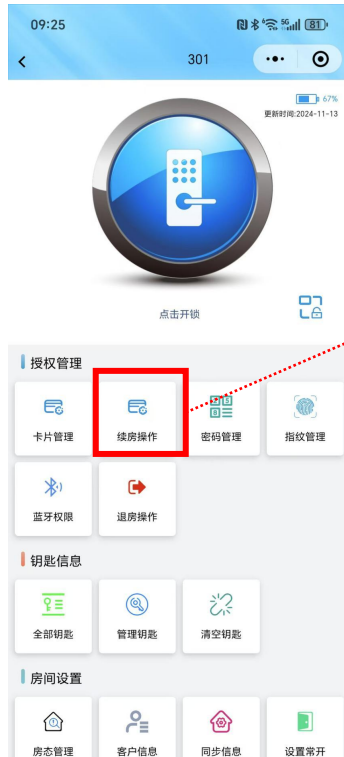 09:25
5G
81
301
67%
更新时间:2024-11-13
点击开锁
授权管理
卡片管理 续房操作 密码管理 指纹管理
蓝牙权限 退房操作
钥匙信息
全部钥匙 管理钥匙 清空钥匙
房间设置
房态管理 客户信息 同步信息 设置常开